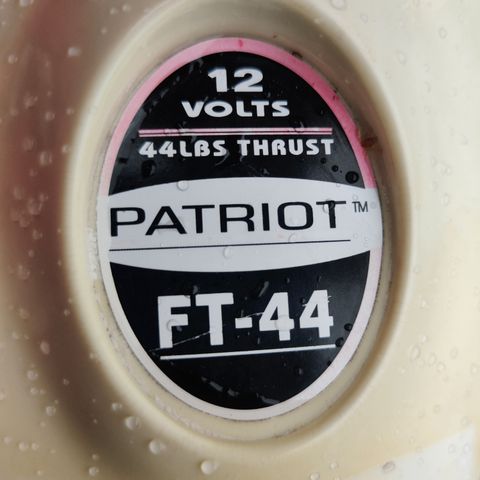 12
VOLTS
44LBS THRUST
PATRIOT™
FT-44